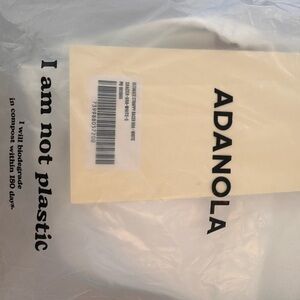 I am not plastic
I will biodegrade
in compost within 180 days.
ADANOLA